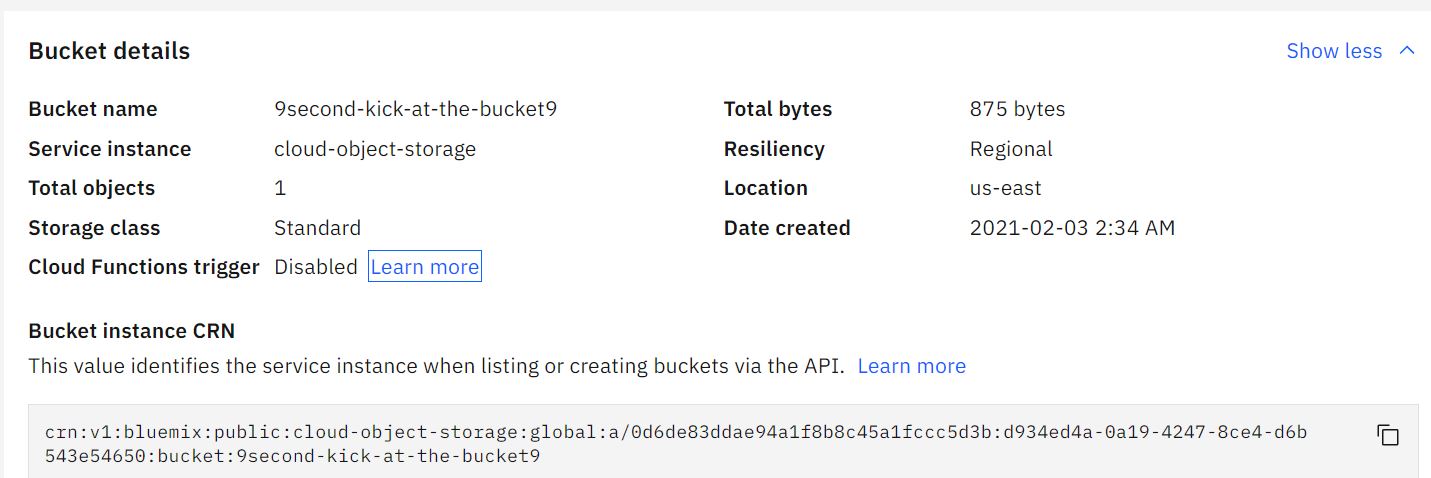 Bucket details
Show less
Bucket name 9second-kick-at-the-bucket9 Total bytes 875 bytes
Service instance cloud-object-storage Resiliency Regional
Total objects 1 Location us-east
Storage class Standard Date created 2021-02-03 2:34 AM
Cloud Functions trigger Disabled Learn more
Bucket instance CRN
This value identifies the service instance when listing or creating buckets via the API. Learn more
crn:v1:bluemix:public:cloud-object-storage:global:a/0d6de83ddae94a1f8b8c45a1fccc5d3b:d934ed4a-0a19-4247-8ce4-d6b
543e54650:bucket:9second-kick-at-the-bucket9